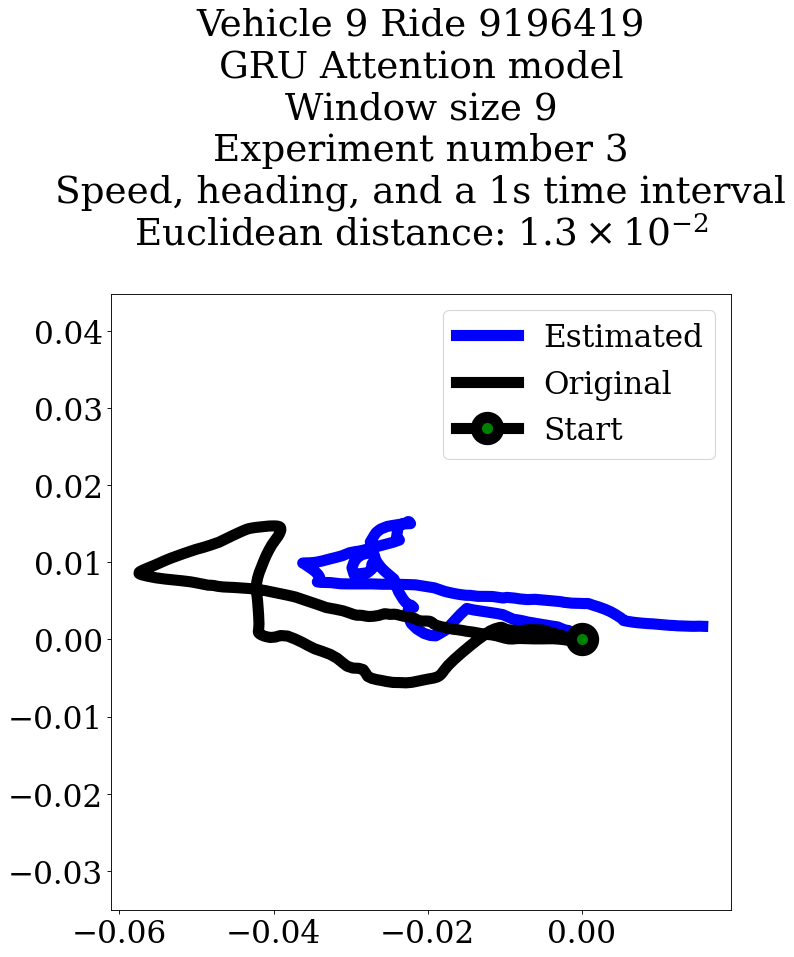 Vehicle 9 Ride 9196419
GRU Attention model
Window size 9
Experiment number 3
Speed, heading, and a 1s time interval
Euclidean distance: 1.3 × 10⁻²
Estimated
Original
Start
0.04
0.03
0.02
0.01
0.00
−0.01
−0.02
−0.03
−0.06
−0.04
−0.02
0.00